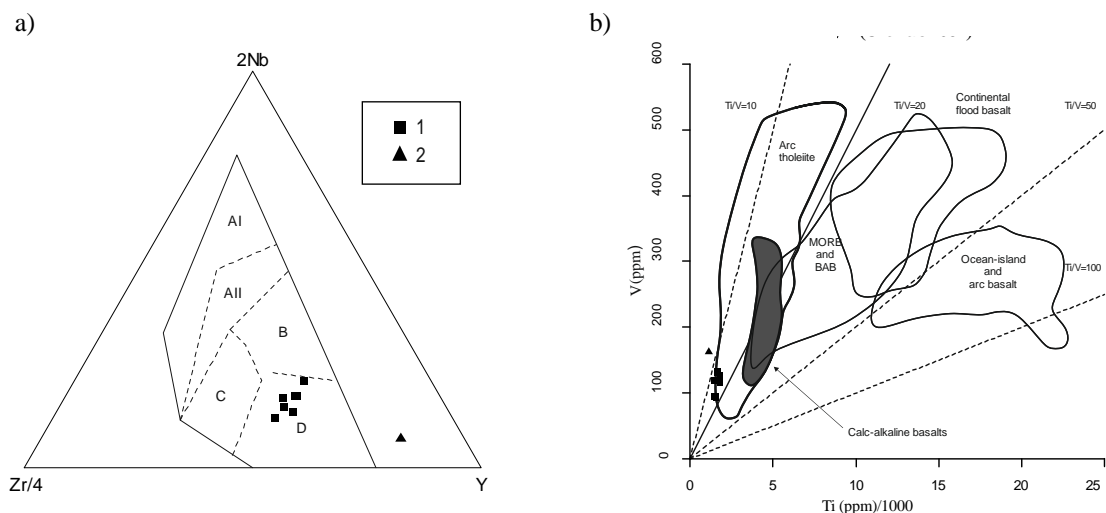 a)
2Nb
1
2
AI
AII
B
C
D
Zr/4
Y
b)
600
500
400
300
200
100
0
V(ppm)
Ti/V=10
Ti/V=20
Continental
flood basalt
Ti/V=50
Arc
tholeiite
MORB
and
BAB
Ocean-island
and
arc basalt
Ti/V=100
Calc-alkaline basalts
0
5
10
15
20
25
Ti (ppm)/1000